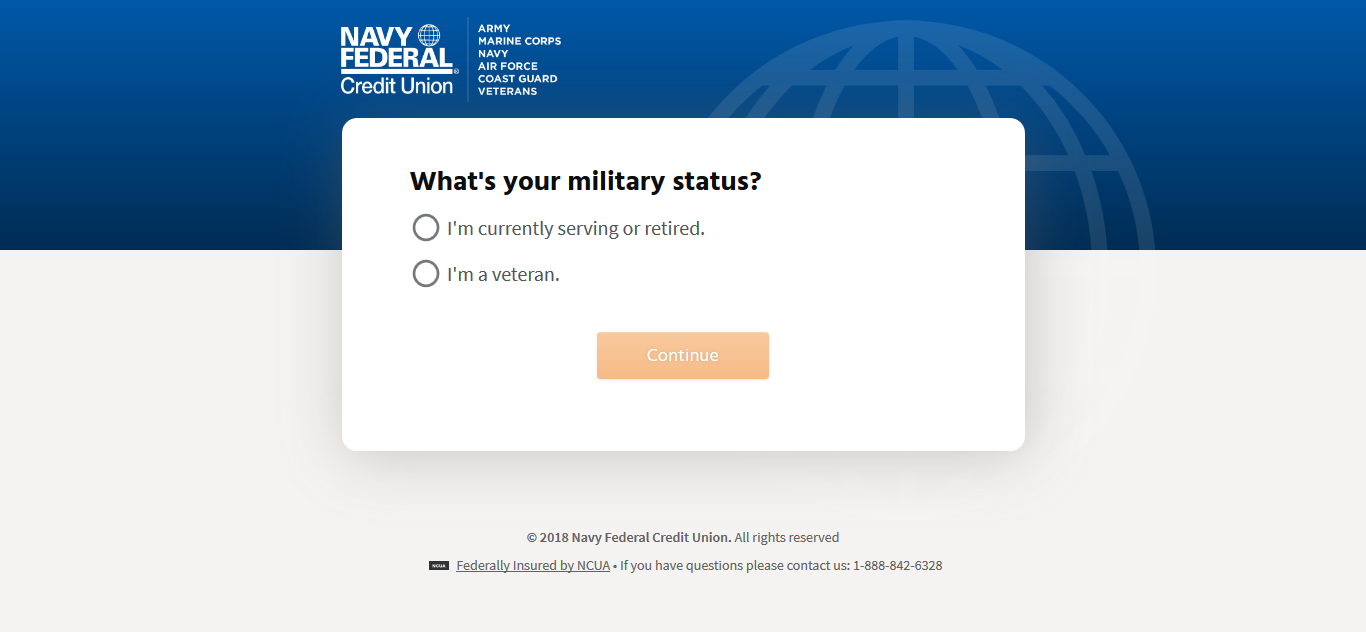 NAVY
FEDERAL®
Credit Union
ARMY
MARINE CORPS
NAVY
AIR FORCE
COAST GUARD
VETERANS
What's your military status?
I'm currently serving or retired.
I'm a veteran.
Continue
© 2018 Navy Federal Credit Union. All rights reserved
NCUA Federally Insured by NCUA • If you have questions please contact us: 1-888-842-6328